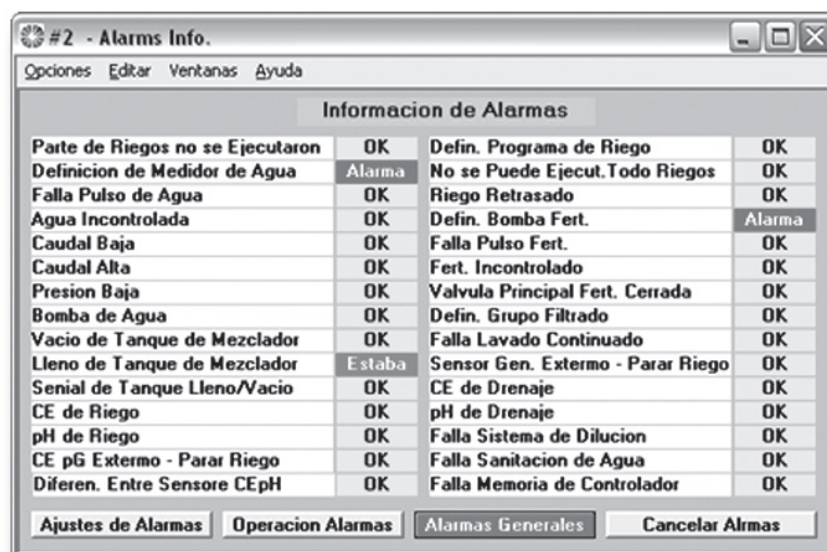 #2 - Alarms Info.
Opciones Editar Ventanas Ayuda
Informacion de Alarmas
Parte de Riegos no se Ejecutaron OK Defin. Programa de Riego OK
Definicion de Medidor de Agua Alarma No se Puede Ejecut.Todo Riegos OK
Falla Pulso de Agua OK Riego Retrasado OK
Agua Incontrolada OK Defin. Bomba Fert. Alarma
Caudal Baja OK Falla Pulso Fert. OK
Caudal Alta OK Fert. Incontrolado OK
Presion Baja OK Valvula Principal Fert. Cerrada OK
Bomba de Agua OK Defin. Grupo Filtrado OK
Vacio de Tanque de Mezclador OK Falla Lavado Continuado OK
Lleno de Tanque de Mezclador Estaba Sensor Gen. Extermo - Parar Riego OK
Senial de Tanque Lleno/Vacio OK CE de Drenaje OK
CE de Riego OK pH de Drenaje OK
pH de Riego OK Falla Sistema de Dilucion OK
CE pG Extermo - Parar Riego OK Falla Sanitacion de Agua OK
Diferen. Entre Sensore CEpH OK Falla Memoria de Controlador OK
Ajustes de Alarmas Operacion Alarmas Alarmas Generales Cancelar Alrmas